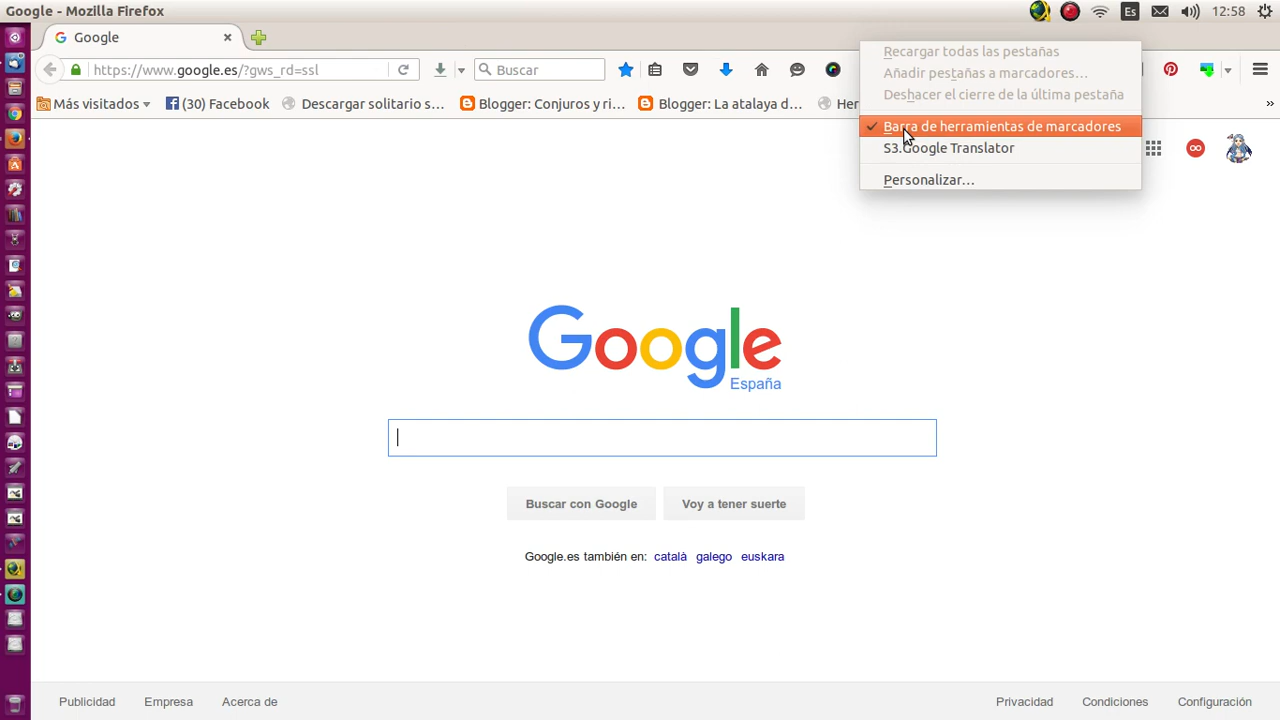 Google - Mozilla Firefox
Es
12:58
Google
https://www.google.es/?gws_rd=ssl
Buscar
Más visitados
(30) Facebook
Descargar solitario s...
Blogger: Conjuros y ri...
Blogger: La atalaya d...
Her
Recargar todas las pestañas
Añadir pestañas a marcadores...
Deshacer el cierre de la última pestaña
Barra de herramientas de marcadores
S3.Google Translator
Personalizar...
Google
España
Buscar con Google
Voy a tener suerte
Google.es también en: català galego euskara
Publicidad
Empresa
Acerca de
Privacidad
Condiciones
Configuración